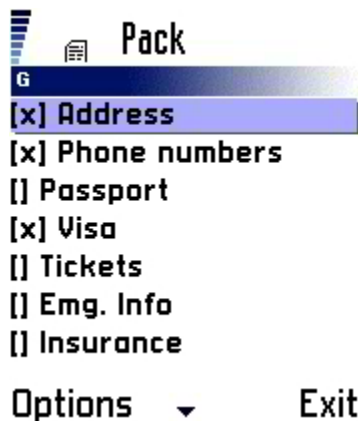 Pack
G
[x] Address
[x] Phone numbers
[] Passport
[x] Visa
[] Tickets
[] Emg. Info
[] Insurance
Options Exit